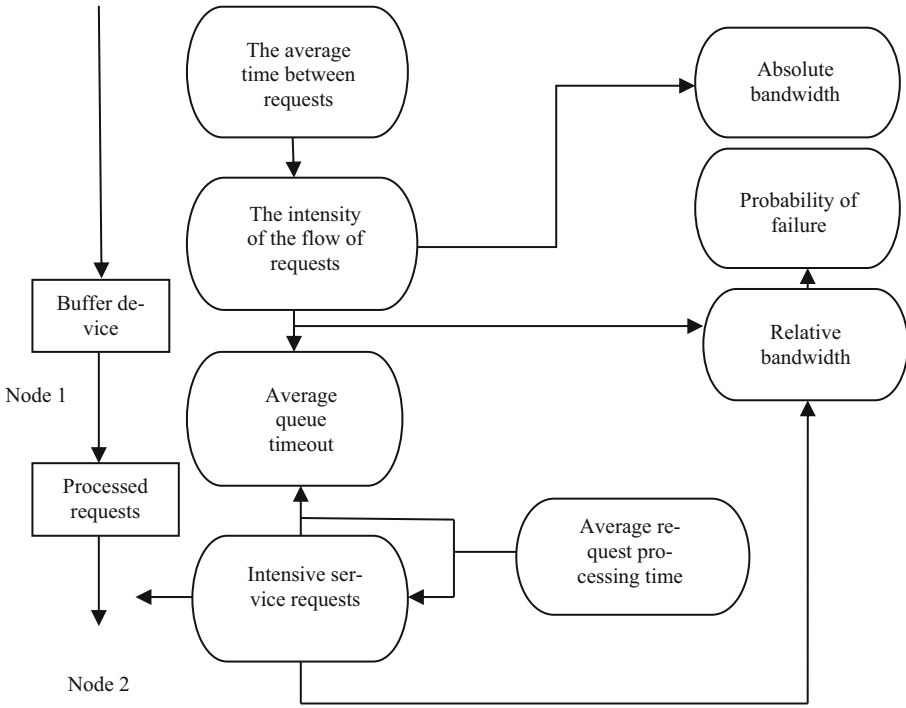 The average
time between
requests
Absolute
bandwidth
Probability of
failure
The intensity
of the flow of
requests
Buffer de-
vice
Relative
bandwidth
Node 1
Average
queue
timeout
Processed
requests
Average re-
quest pro-
cessing time
Intensive ser-
vice requests
Node 2